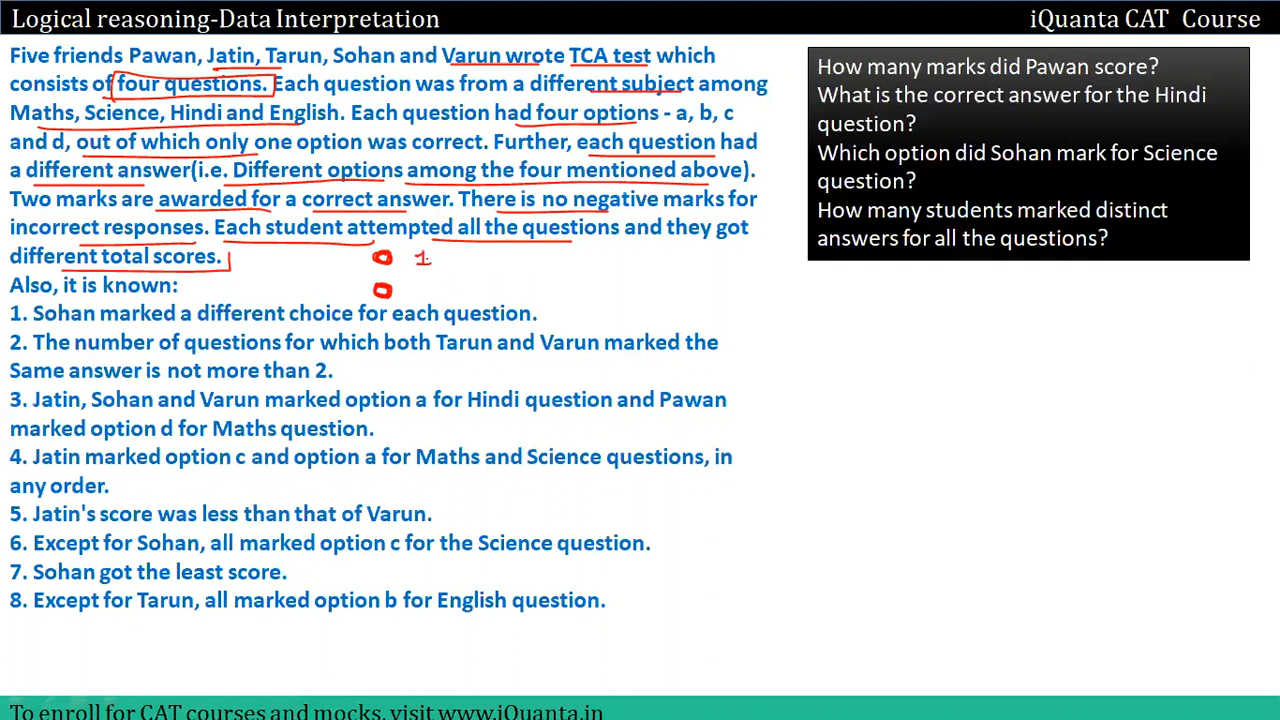 Logical reasoning-Data Interpretation
iQuanta CAT Course
Five friends Pawan, Jatin, Tarun, Sohan and Varun wrote TCA test which
consists of four questions. Each question was from a different subject among
Maths, Science, Hindi and English. Each question had four options - a, b, c
and d, out of which only one option was correct. Further, each question had
a different answer(i.e. Different options among the four mentioned above).
Two marks are awarded for a correct answer. There is no negative marks for
incorrect responses. Each student attempted all the questions and they got
different total scores.
1
Also, it is known:
1. Sohan marked a different choice for each question.
2. The number of questions for which both Tarun and Varun marked the
Same answer is not more than 2.
3. Jatin, Sohan and Varun marked option a for Hindi question and Pawan
marked option d for Maths question.
4. Jatin marked option c and option a for Maths and Science questions, in
any order.
5. Jatin's score was less than that of Varun.
6. Except for Sohan, all marked option c for the Science question.
7. Sohan got the least score.
8. Except for Tarun, all marked option b for English question.
How many marks did Pawan score?
What is the correct answer for the Hindi
question?
Which option did Sohan mark for Science
question?
How many students marked distinct
answers for all the questions?
To enroll for CAT courses and mocks, visit www.iQuanta.in